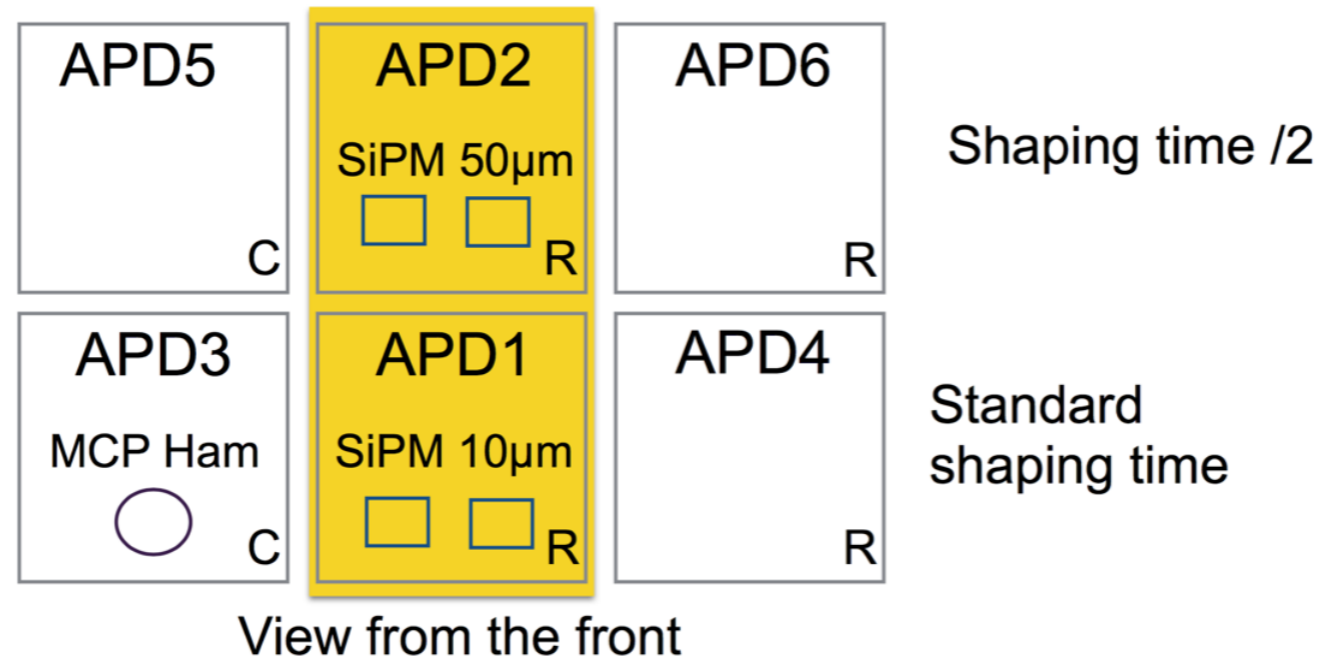 APD5
APD2
APD6
SiPM 50µm
Shaping time /2
C
R
R
APD3
APD1
APD4
MCP Ham
SiPM 10µm
Standard
shaping time
C
R
R
View from the front